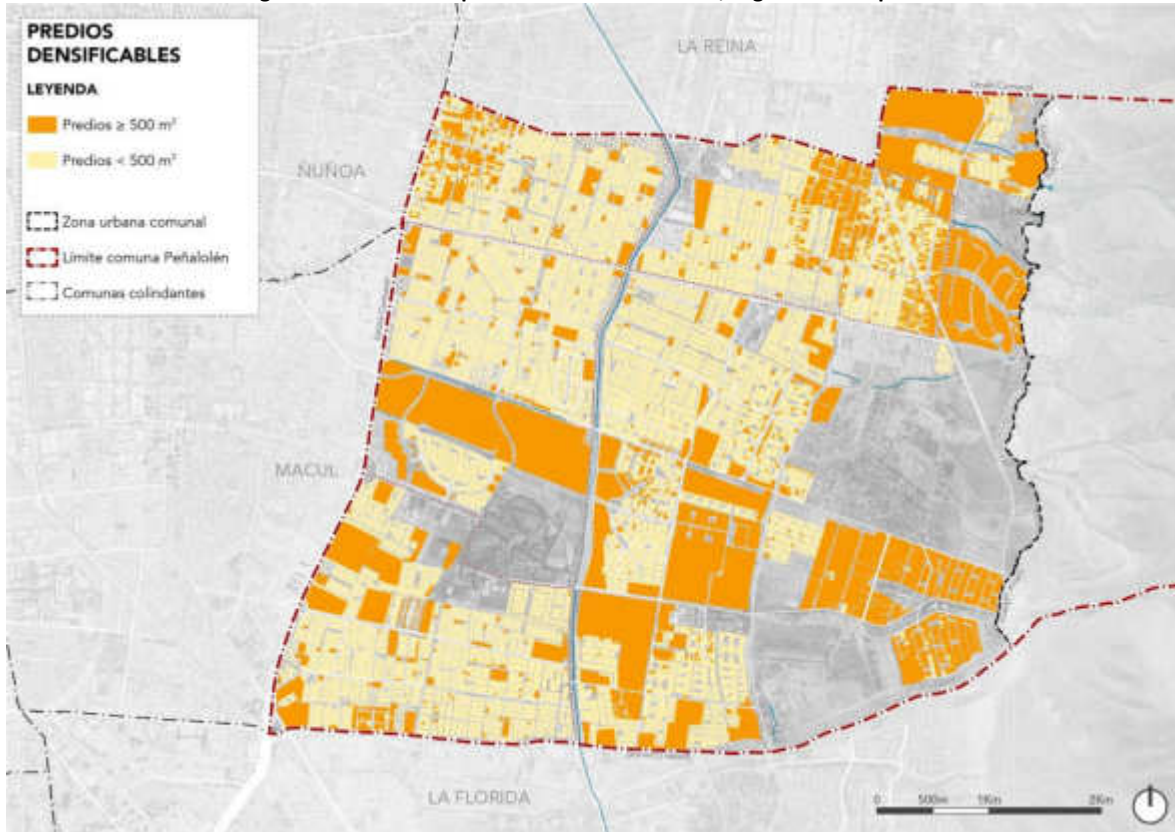 PREDIOS
DENSIFICABLES
LEYENDA
Predios ≥ 500 m²
Predios < 500 m²
Zona urbana comunal
Límite comuna Peñalolén
Comunas colindantes
LA REINA
ÑUÑOA
MACUL
LA FLORIDA
0 500m 1Km 2Km